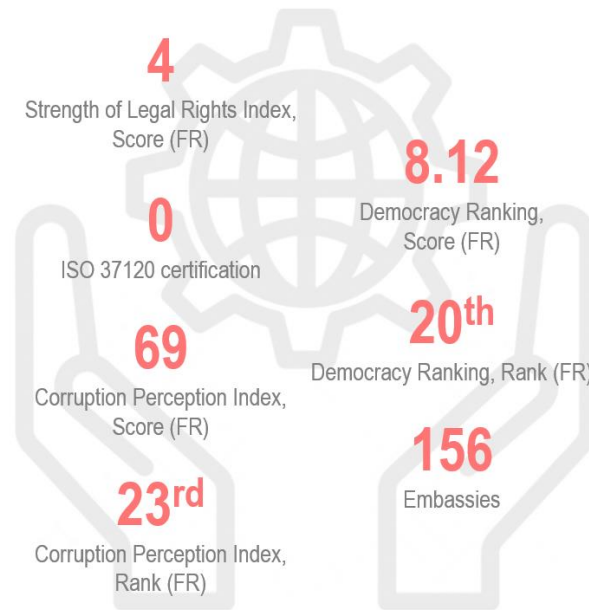 4
Strength of Legal Rights Index,
Score (FR)
0
ISO 37120 certification
69
Corruption Perception Index,
Score (FR)
23rd
Corruption Perception Index,
Rank (FR)
8.12
Democracy Ranking,
Score (FR)
20th
Democracy Ranking, Rank (FR)
156
Embassies